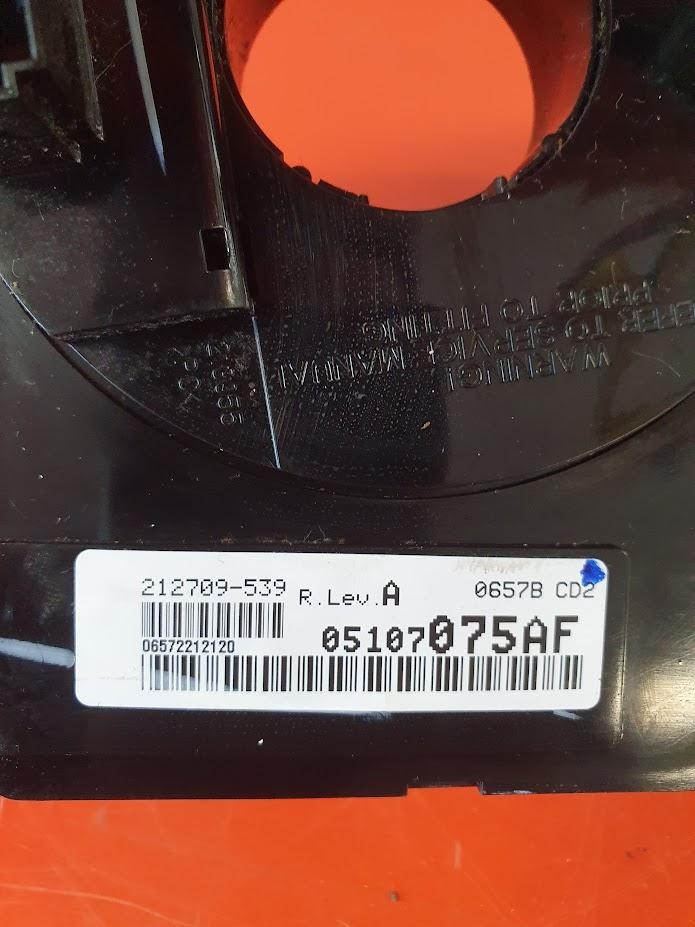 WARNING!
REFER TO SERVICE MANUAL
PRIOR TO FITTING
212709-539 R.Lev.A 0657B CD2
06572212120 05107075AF